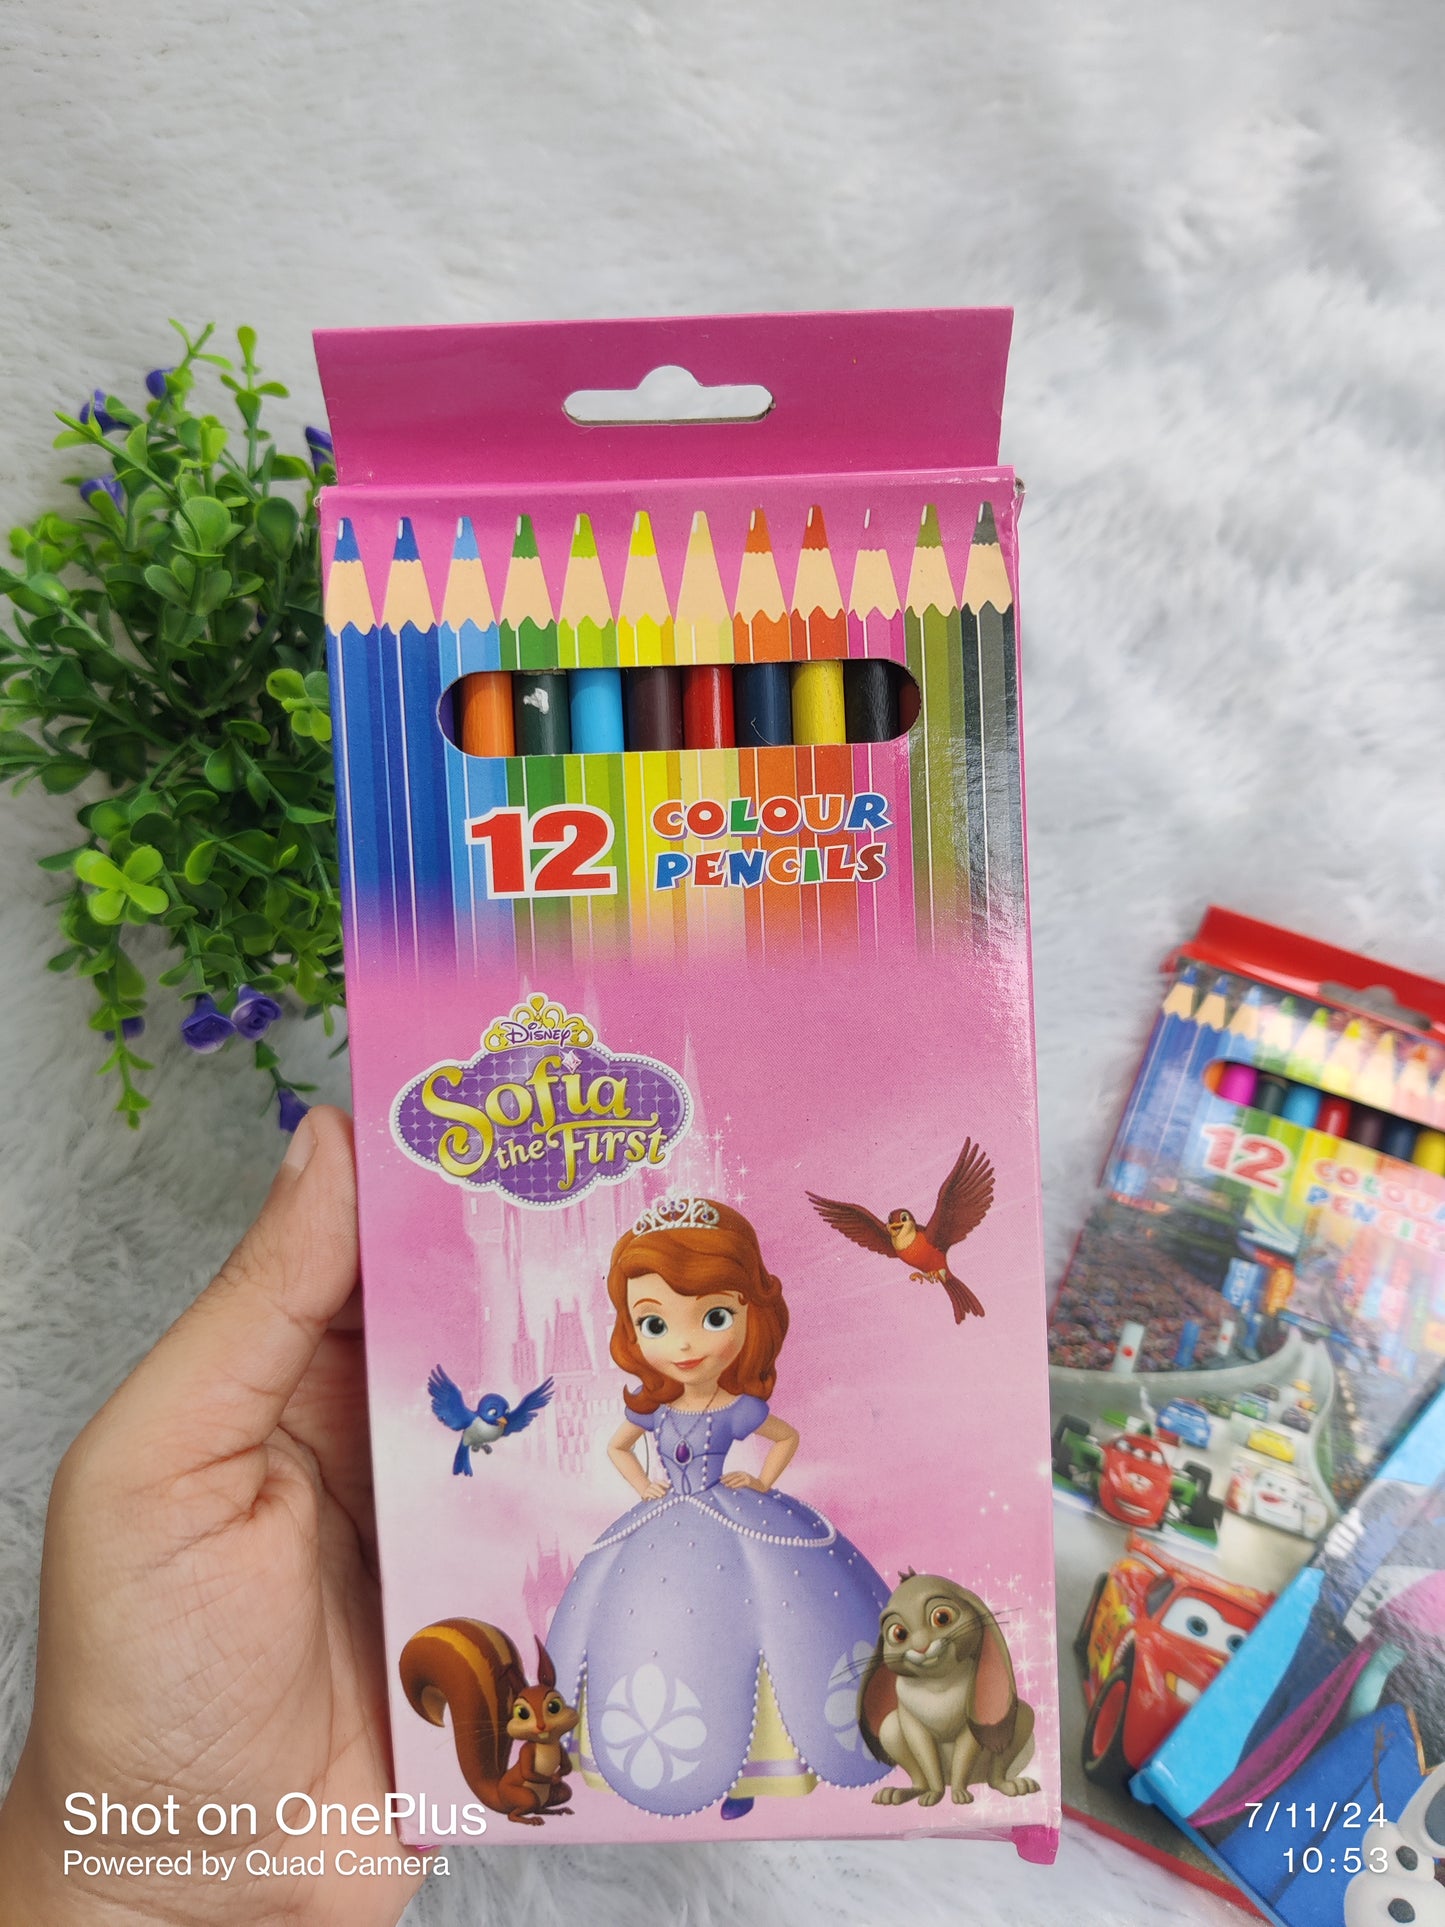 12 COLOUR
PENCILS
Disney
Sofia
the First
12 COLOU
PENCILS
Shot on OnePlus
Powered by Quad Camera
7/11/24
10:53